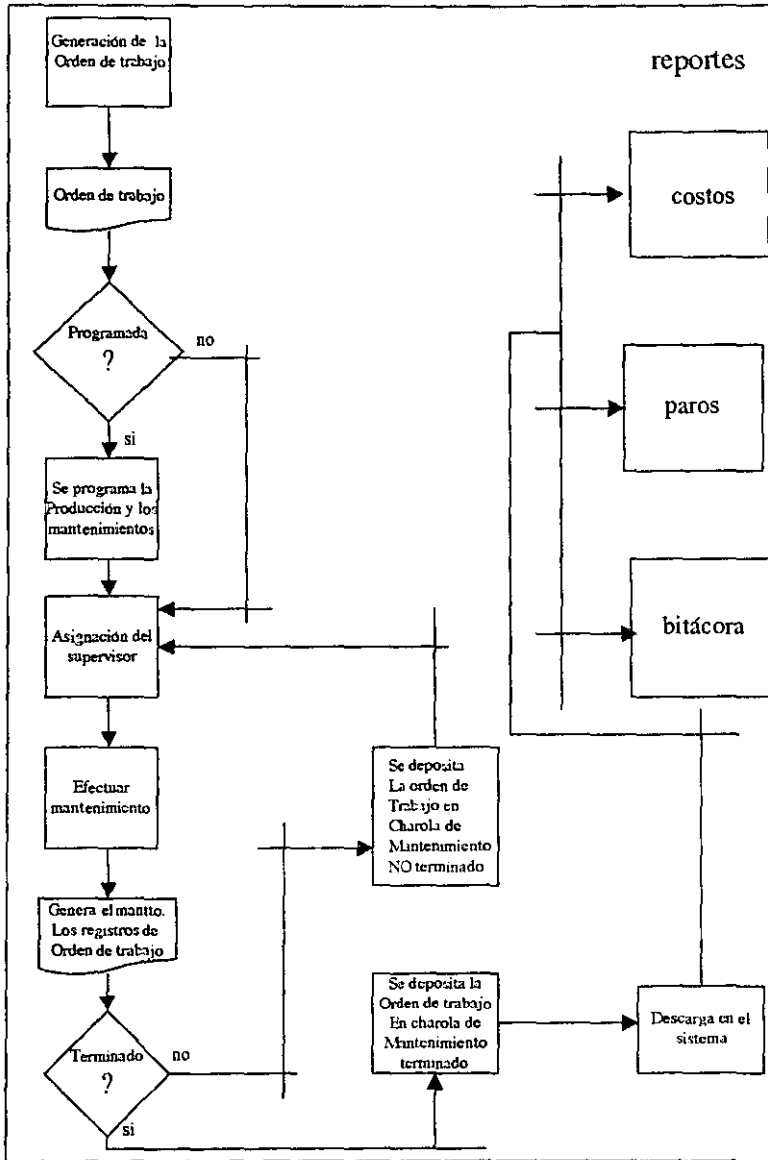 Generación de la
Orden de trabajo
Orden de trabajo
Programada
?
no
si
Se programa la
Producción y los
mantenimientos
Asignación del
supervisor
Efectuar
mantenimiento
Genera el mantto.
Los registros de
Orden de trabajo
Terminado
?
no
si
Se deposita
La orden de
Trabajo en
Charola de
Mantenimiento
NO terminado
Se deposita la
Orden de trabajo
En charola de
Mantenimiento
terminado
Descarga en el
sistema
reportes
costos
paros
bitácora